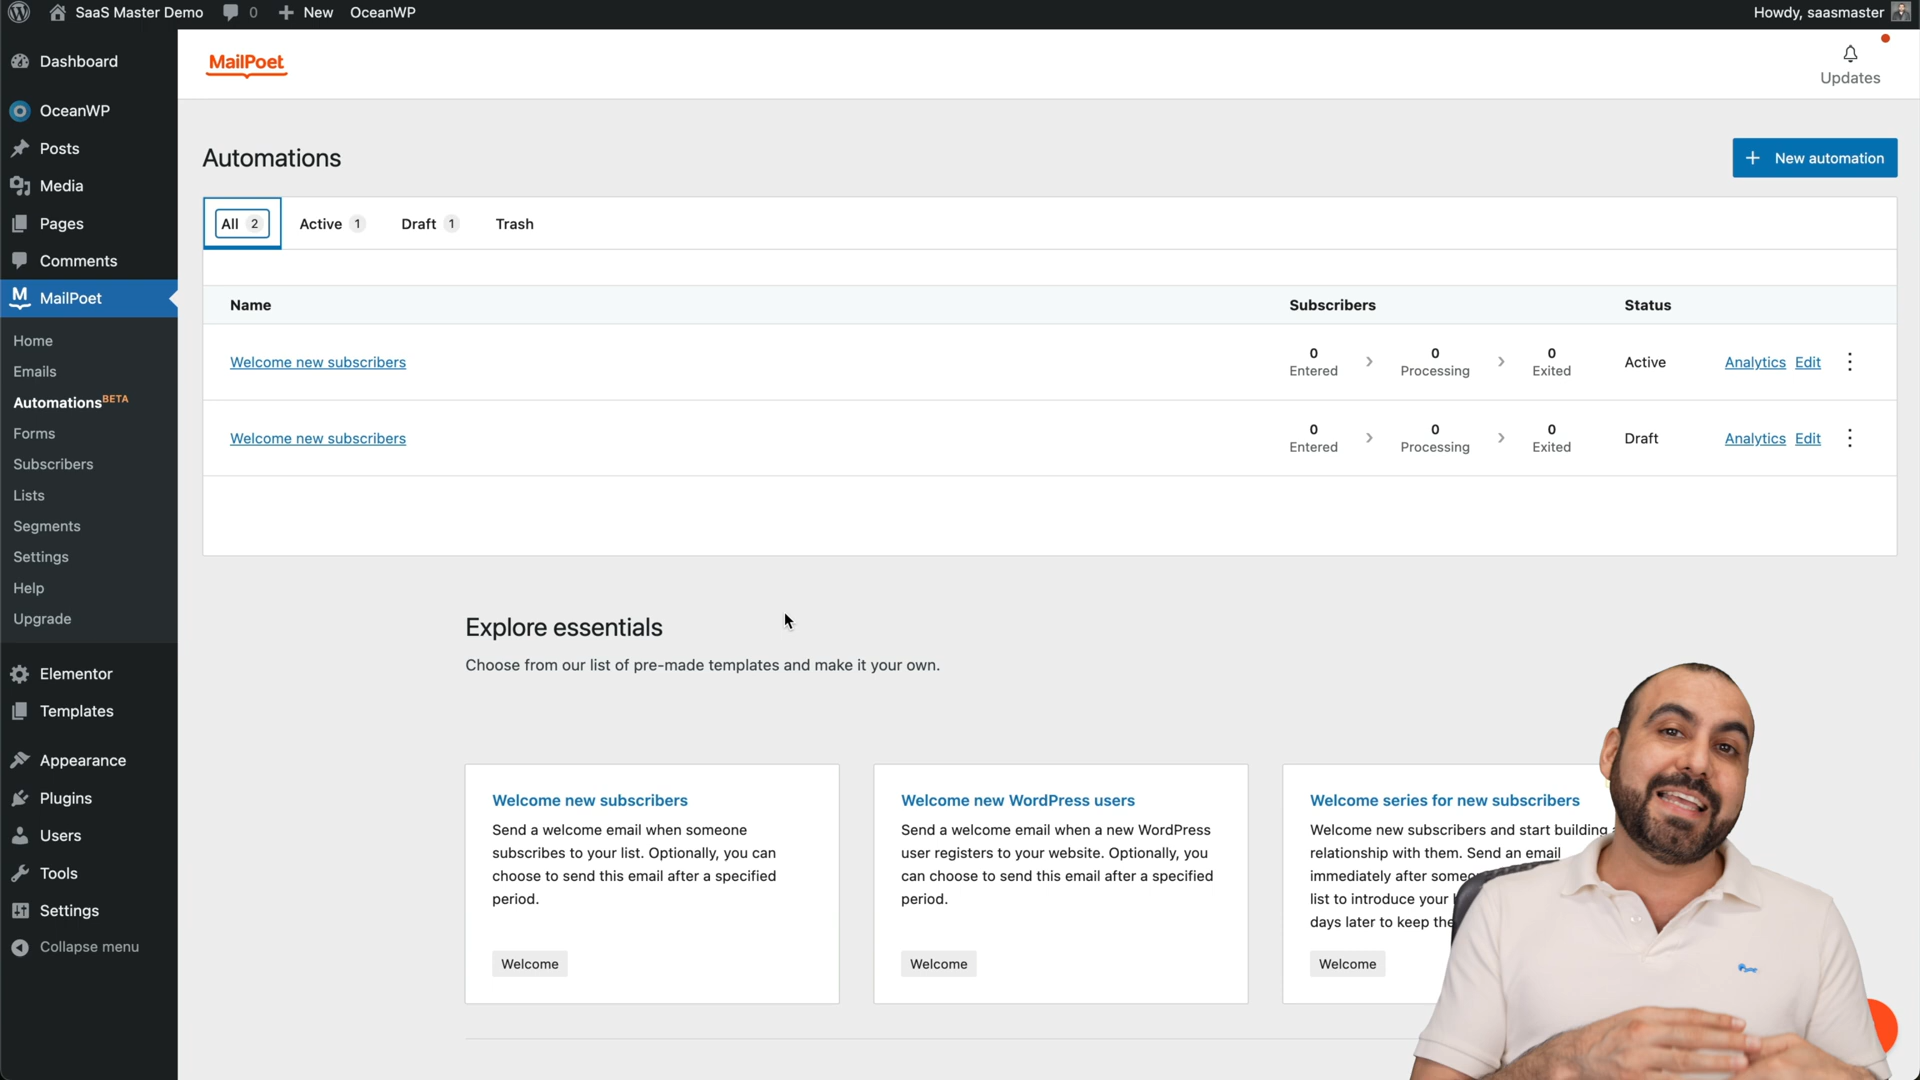 SaaS Master Demo 0 New OceanWP Howdy, saasmaster
Dashboard
OceanWP
Posts
Media
Pages
Comments
MailPoet
Home
Emails
Automations BETA
Forms
Subscribers
Lists
Segments
Settings
Help
Upgrade
Elementor
Templates
Appearance
Plugins
Users
Tools
Settings
Collapse menu
MailPoet
Updates
Automations
+ New automation
All 2 Active 1 Draft 1 Trash
Name Subscribers Status
Welcome new subscribers 0 Entered 0 Processing 0 Exited Active Analytics Edit
Welcome new subscribers 0 Entered 0 Processing 0 Exited Draft Analytics Edit
Explore essentials
Choose from our list of pre-made templates and make it your own.
Welcome new subscribers
Send a welcome email when someone
subscribes to your list. Optionally, you can
choose to send this email after a specified
period.
Welcome
Welcome new WordPress users
Send a welcome email when a new WordPress
user registers to your website. Optionally, you
can choose to send this email after a specified
period.
Welcome
Welcome series for new subscribers
Welcome new subscribers and start building
relationship with them. Send an email
immediately after
list to introduce your
days later to keep
Welcome